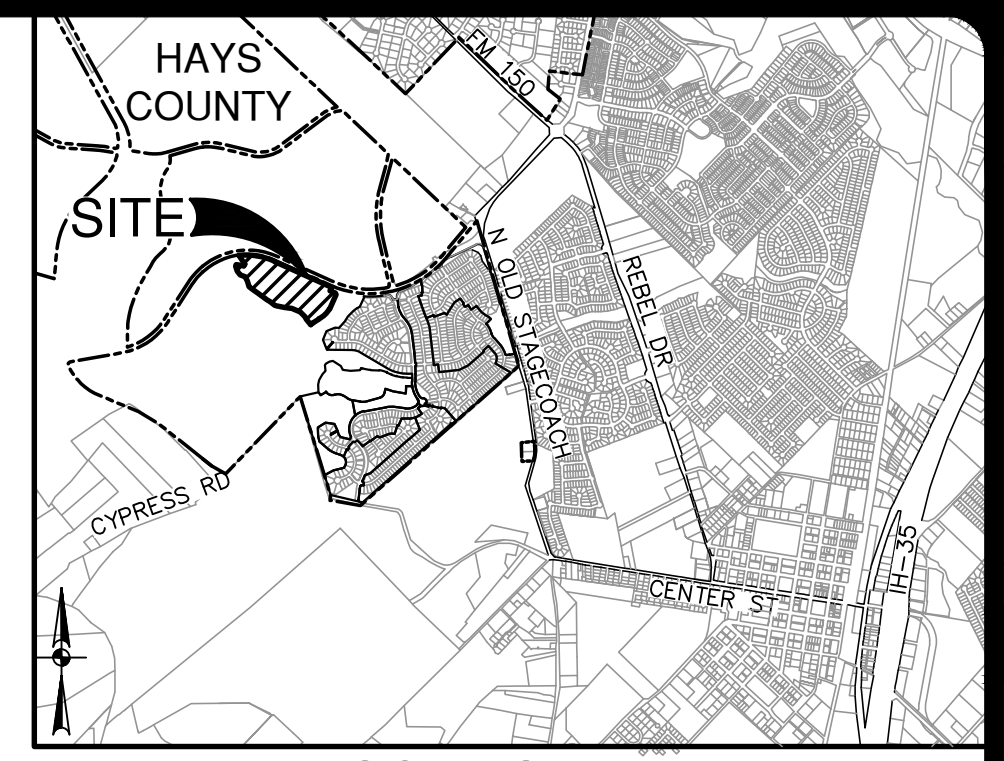 HAYS
COUNTY
FM 150
SITE
N OLD STAGECOACH
REBEL DR
CYPRESS RD
IH-35
CENTER ST